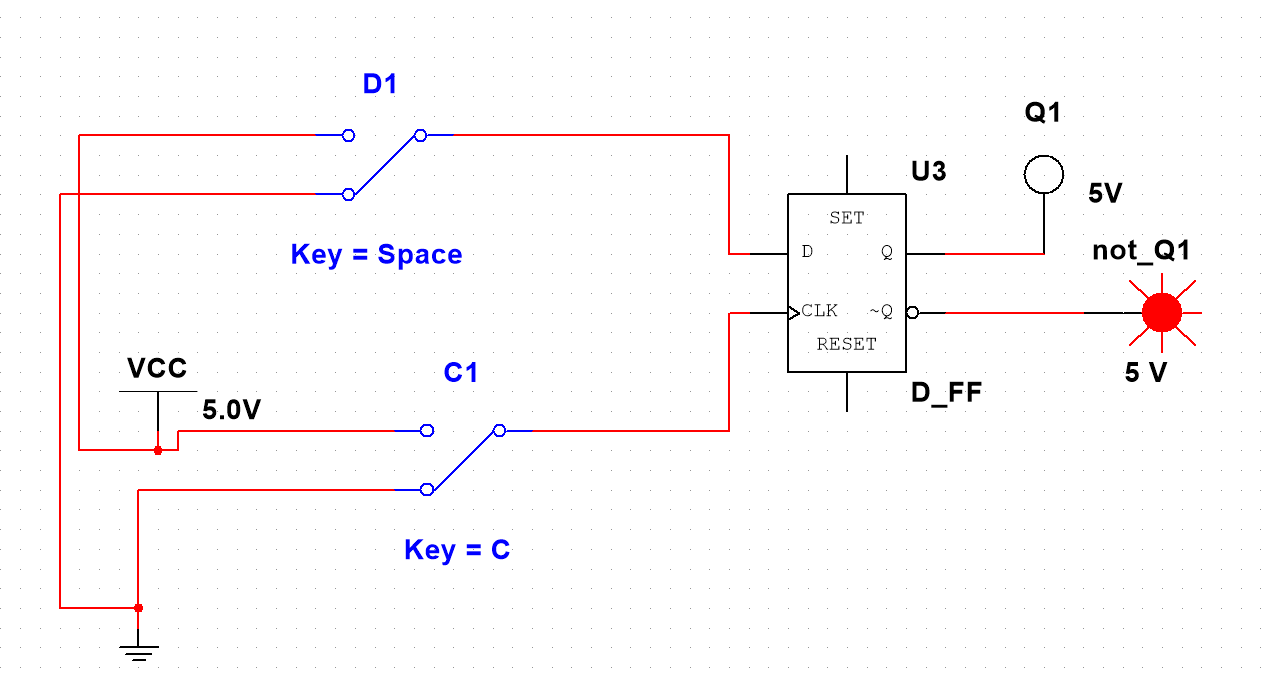 D1
Q1
U3
5V
SET
D
Q
not_Q1
Key = Space
CLK
~Q
RESET
VCC
C1
5 V
5.0V
D_FF
Key = C